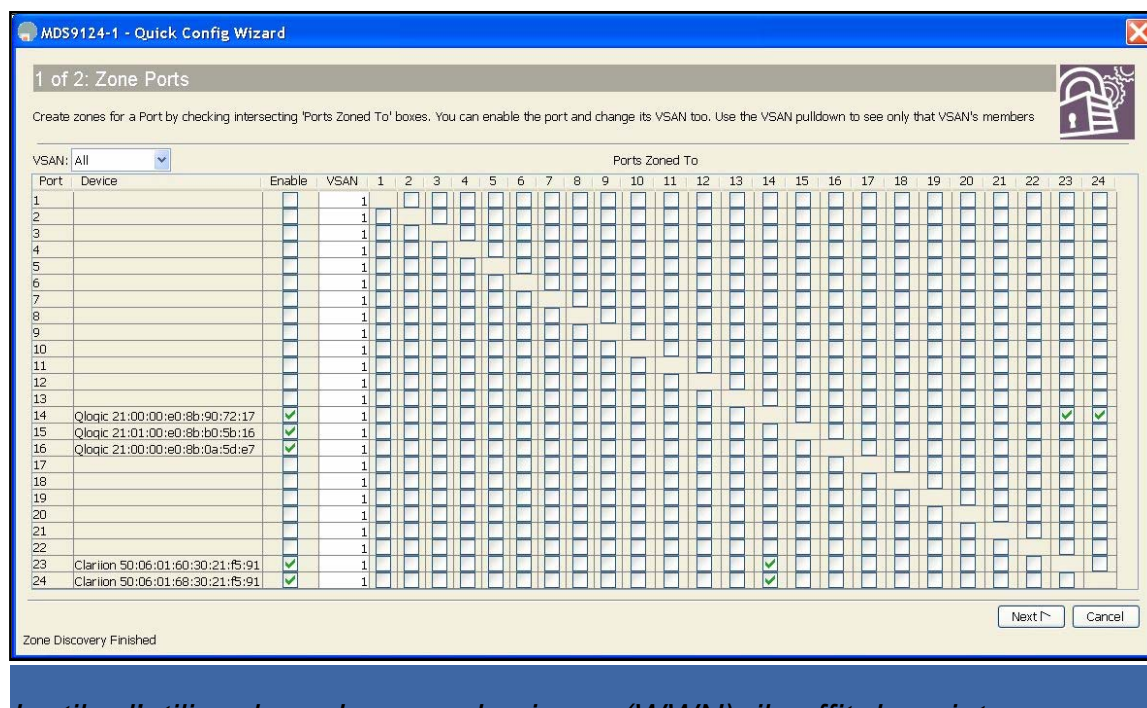 MDS9124-1 - Quick Config Wizard
1 of 2: Zone Ports
Create zones for a Port by checking intersecting 'Ports Zoned To' boxes. You can enable the port and change its VSAN too. Use the VSAN pulldown to see only that VSAN's members
VSAN: All Ports Zoned To
Port Device Enable VSAN 1 2 3 4 5 6 7 8 9 10 11 12 13 14 15 16 17 18 19 20 21 22 23 24
1 1
2 1
3 1
4 1
5 1
6 1
7 1
8 1
9 1
10 1
11 1
12 1
13 1
14 Qlogic 21:00:00:e0:8b:90:72:17 1
15 Qlogic 21:01:00:e0:8b:b0:5b:16 1
16 Qlogic 21:00:00:e0:8b:0a:5d:e7 1
17 1
18 1
19 1
20 1
21 1
22 1
23 Clariion 50:06:01:60:30:21:f5:91 1
24 Clariion 50:06:01:68:30:21:f5:91 1
Next Cancel
Zone Discovery Finished
(WWN)